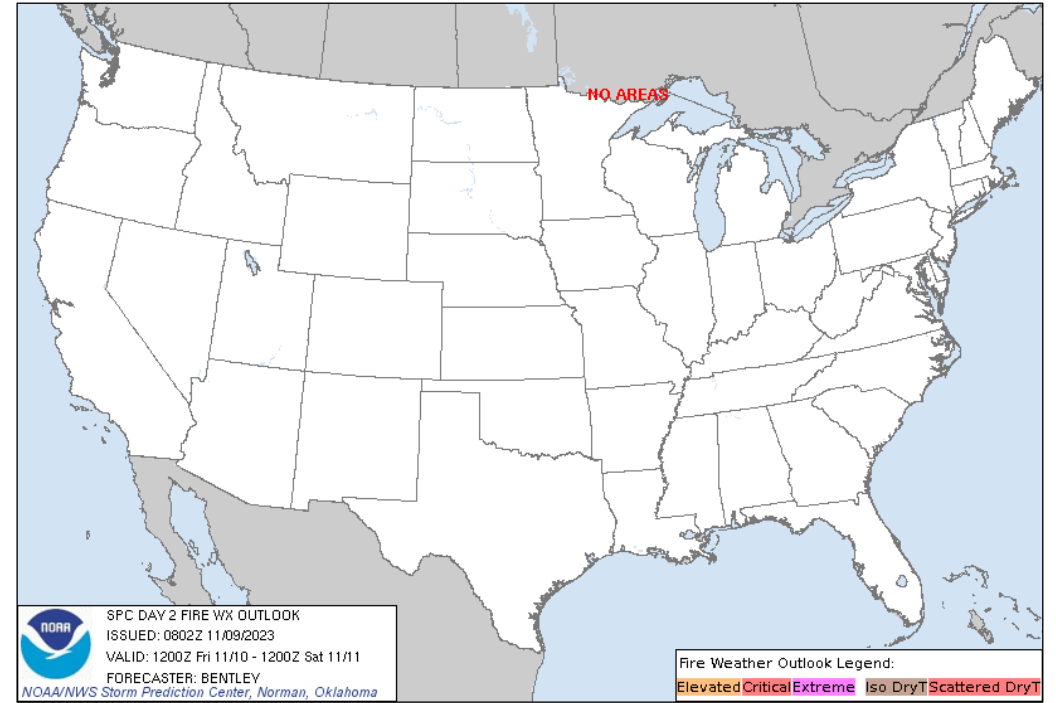 NO AREAS
NOAA
SPC DAY 2 FIRE WX OUTLOOK
ISSUED: 0802Z 11/09/2023
VALID: 1200Z Fri 11/10 - 1200Z Sat 11/11
FORECASTER: BENTLEY
NOAA/NWS Storm Prediction Center, Norman, Oklahoma
Fire Weather Outlook Legend:
Elevated Critical Extreme Iso DryT Scattered DryT